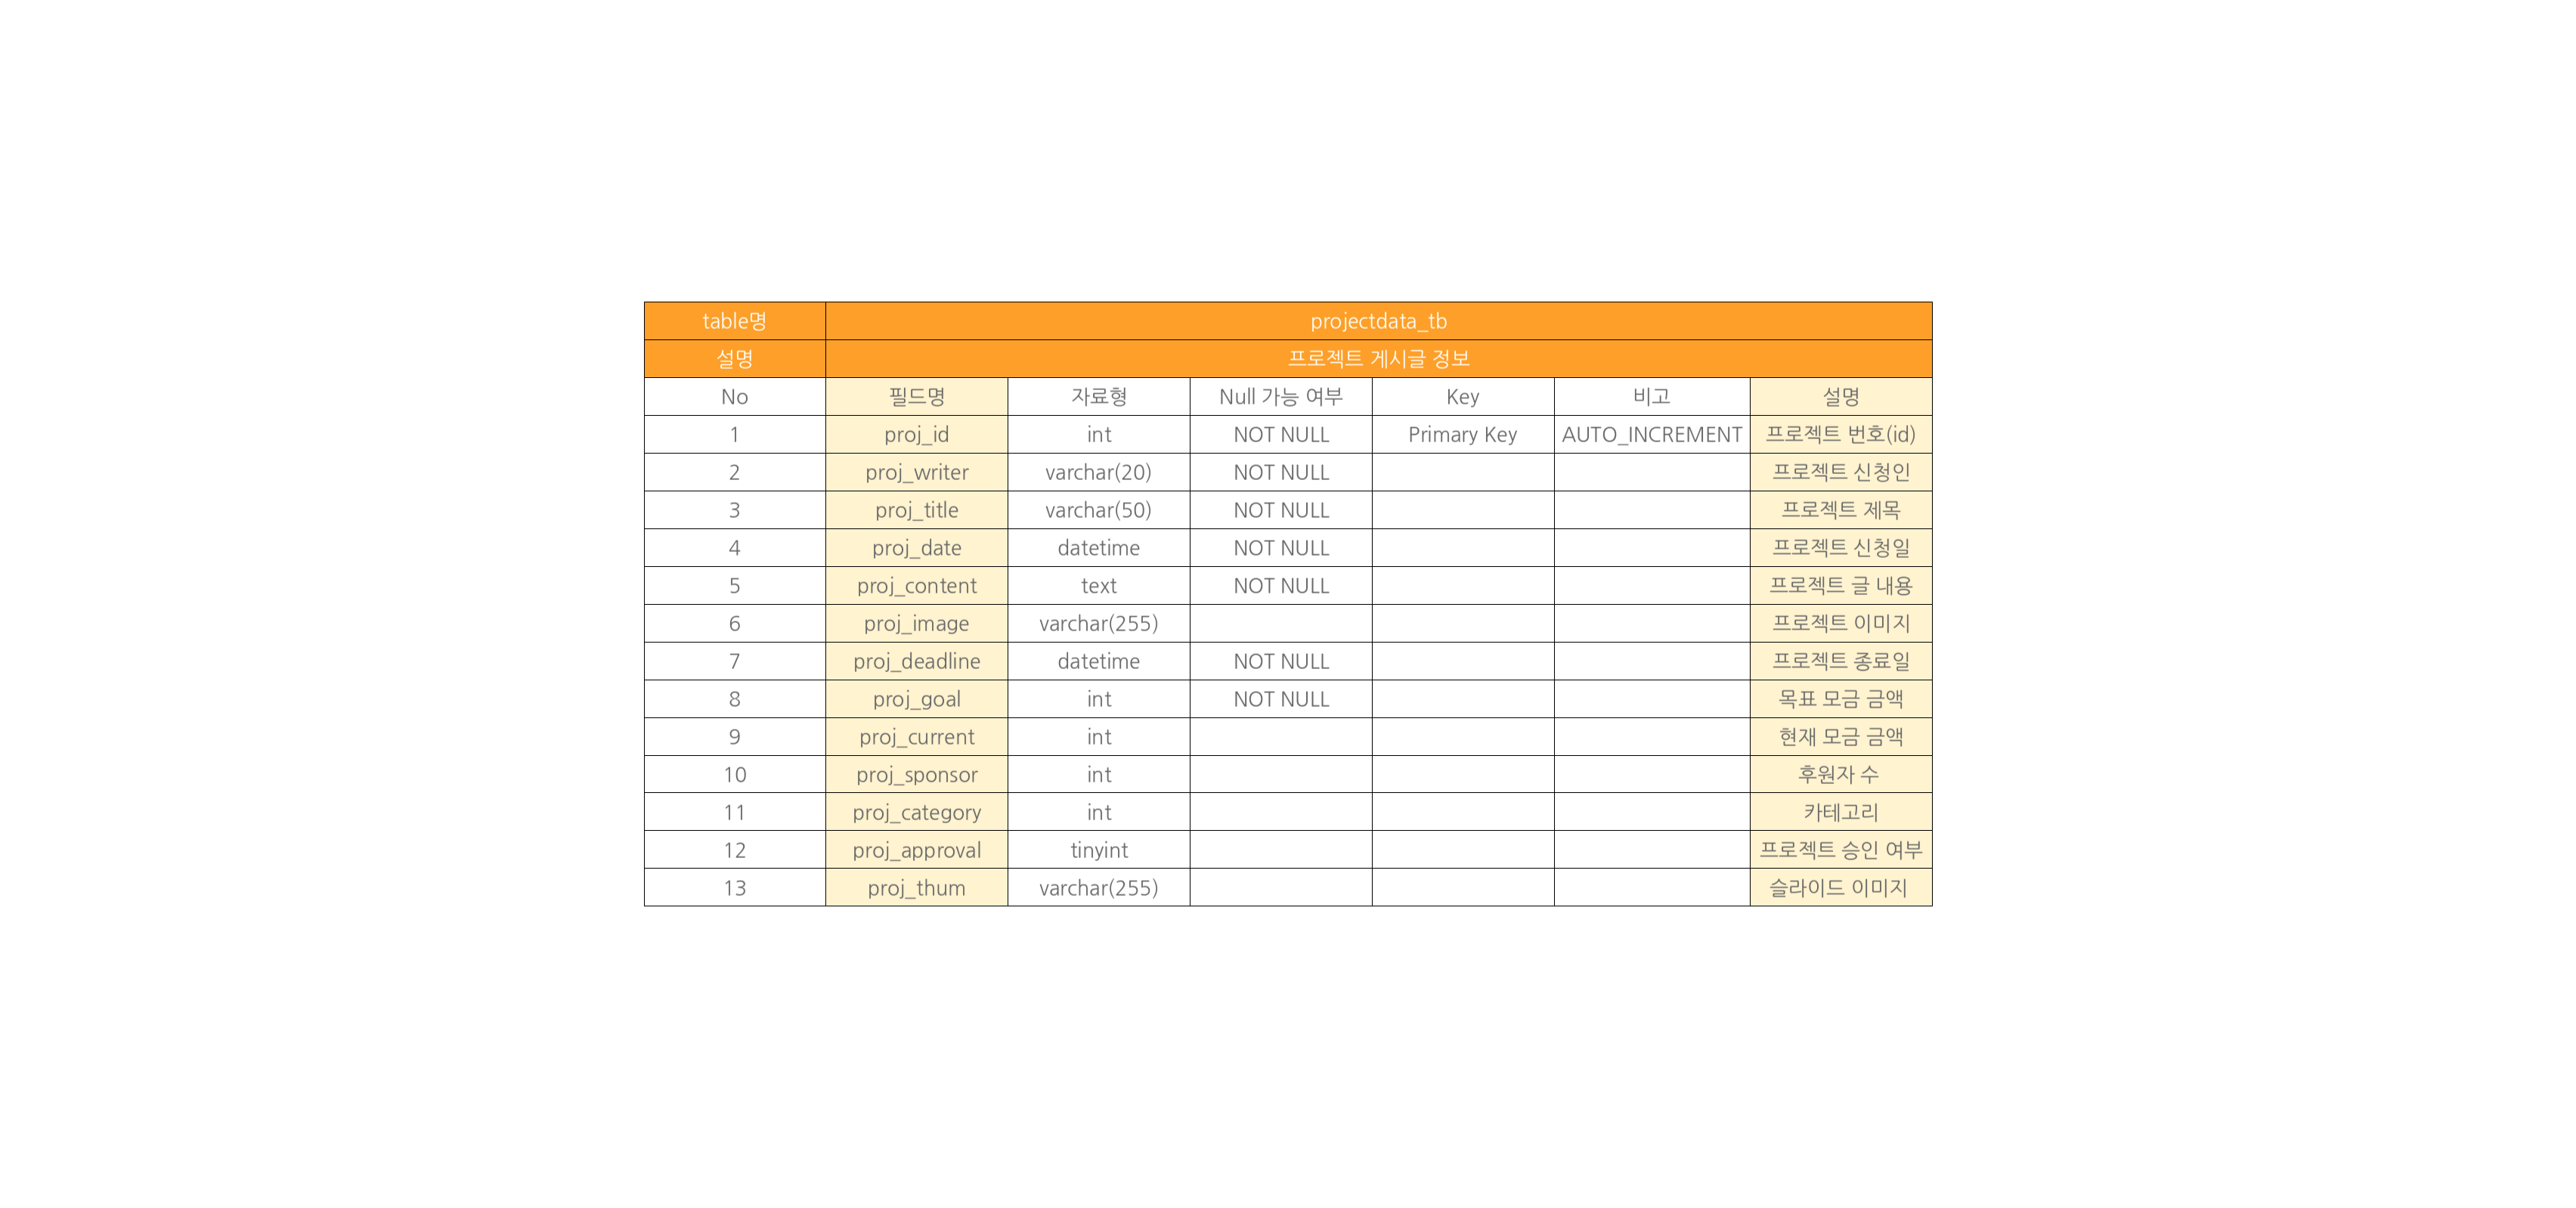 table명 projectdata_tb
설명 프로젝트 게시글 정보
No 필드명 자료형 Null 가능 여부 Key 비고 설명
1 proj_id int NOT NULL Primary Key AUTO_INCREMENT 프로젝트 번호(id)
2 proj_writer varchar(20) NOT NULL 프로젝트 신청인
3 proj_title varchar(50) NOT NULL 프로젝트 제목
4 proj_date datetime NOT NULL 프로젝트 신청일
5 proj_content text NOT NULL 프로젝트 글 내용
6 proj_image varchar(255) 프로젝트 이미지
7 proj_deadline datetime NOT NULL 프로젝트 종료일
8 proj_goal int NOT NULL 목표 모금 금액
9 proj_current int 현재 모금 금액
10 proj_sponsor int 후원자 수
11 proj_category int 카테고리
12 proj_approval tinyint 프로젝트 승인 여부
13 proj_thum varchar(255) 슬라이드 이미지